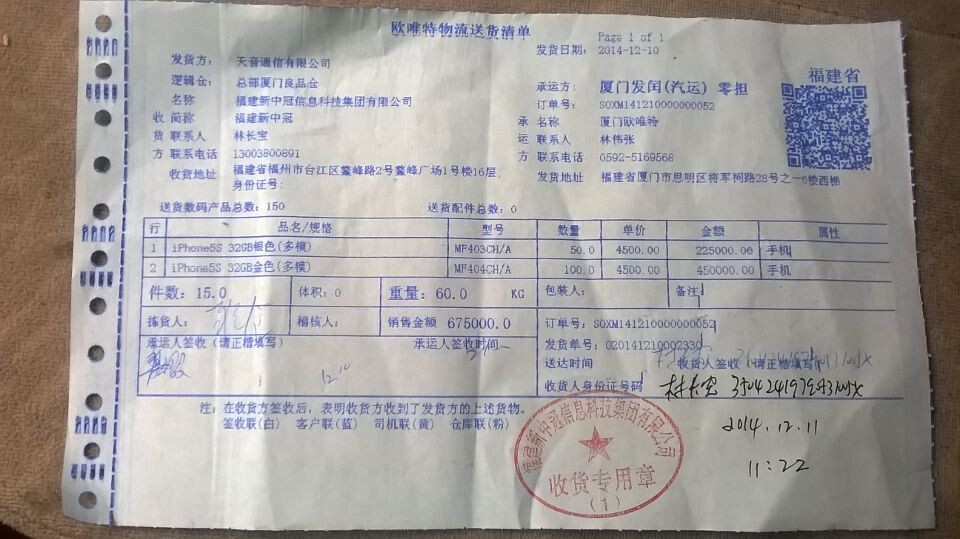 欧唯特物流送货清单
Page 1 of 1
发货日期: 2014-12-10
发货方: 天音通信有限公司
逻辑仓: 总部厦门良品仓
承运方: 厦门发闰(汽运) 零担
福建省
名称 福建新中冠信息科技集团有限公司
订单号: SOXM141210000000052
收 简称 福建新中冠
承 名称 厦门欧唯特
货 联系人 林长宝
运 联系人 林伟张
方 联系电话 13003800891
方 联系电话 0592-5169568
收货地址 福建省福州市台江区鳌峰路2号鳌峰广场1号楼16层,
身份证号:
发货地址 福建省厦门市思明区将军祠路28号之一6楼西梯
送货数码产品总数: 150 送货配件总数: 0
行 品名/规格 型号 数量 单价 金额 属性
1 iPhone5S 32GB银色(多模) MF403CH/A 50.0 4500.00 225000.00 手机
2 iPhone5S 32GB金色(多模) MF404CH/A 100.0 4500.00 450000.00 手机
件数: 15.0 体积: 0 重量: 60.0 KG 包装人: 备注:
拣货人: 稽核人: 销售金额 675000.0
订单号: SOXM141210000000052
承运人签收 (请正楷填写) 承运人签收时间
发货单号: 020141210002330
送达时间 收货人签收 (请正楷填写)
12.10
收货人身份证号码 林长宝
注: 在收货方签收后, 表明收货方收到了发货方的上述货物。
签收联(白) 客户联(蓝) 司机联(黄) 仓库联(粉)
福建新中冠信息科技集团有限公司
收货专用章
(1)
2014.12.11
11:22